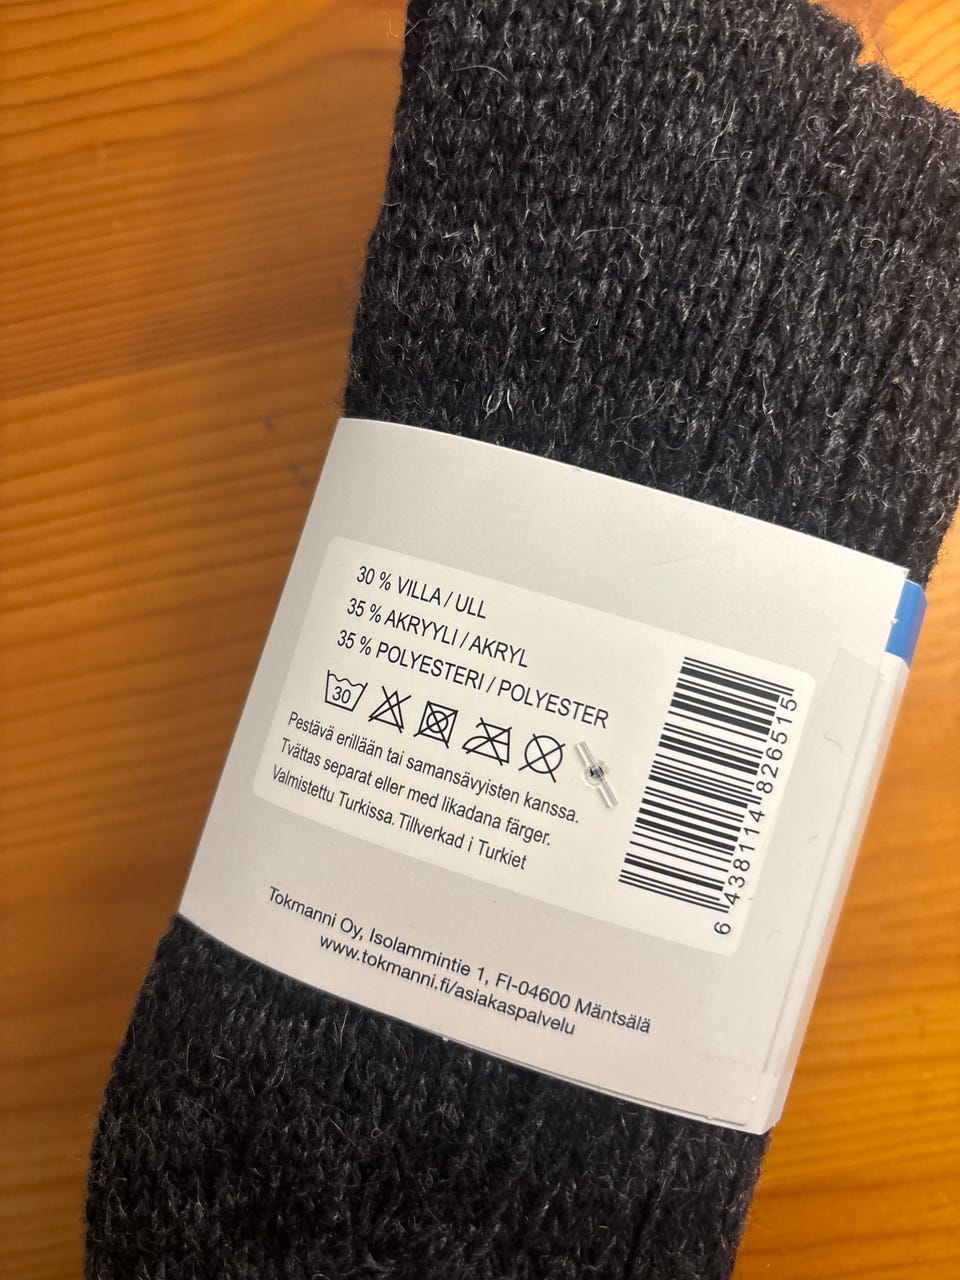 30 % VILLA / ULL
35 % AKRYYLI / AKRYL
35 % POLYESTERI / POLYESTER
30
Pestävä erillään tai samansävyisten kanssa.
Tvättas separat eller med likadana färger.
Valmistettu Turkissa. Tillverkad i Turkiet
6 438114 826515
Tokmanni Oy, Isolammintie 1, FI-04600 Mäntsälä
www.tokmanni.fi/asiakaspalvelu